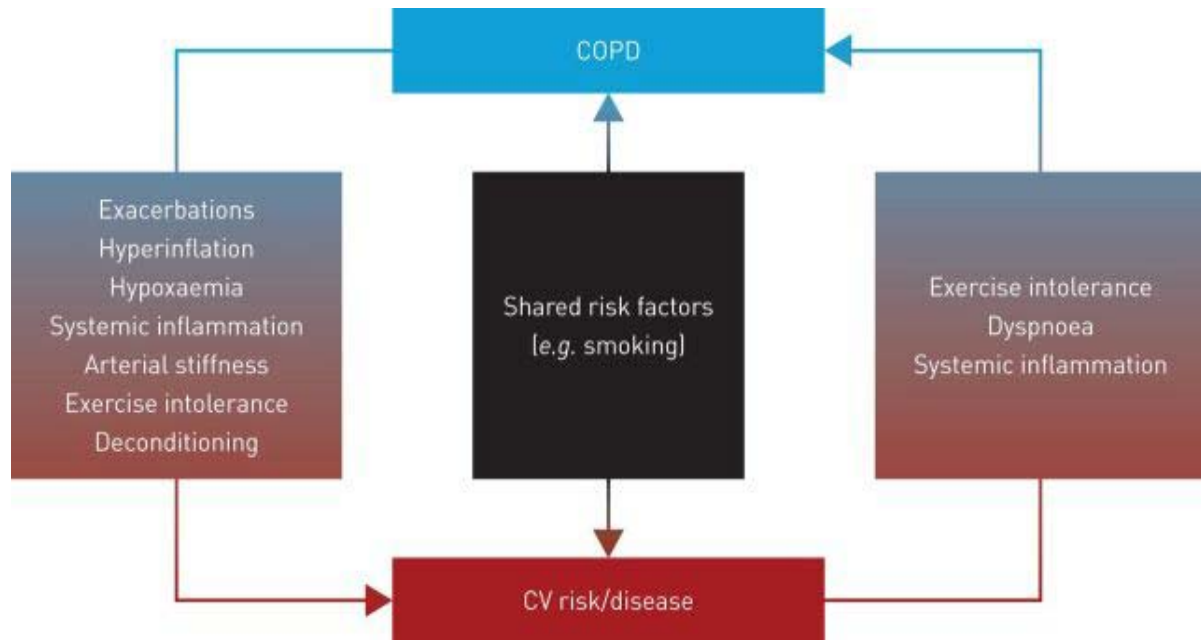 COPD
Exacerbations
Hyperinflation
Hypoxaemia
Systemic inflammation
Arterial stiffness
Exercise intolerance
Deconditioning
Shared risk factors
(e.g. smoking)
Exercise intolerance
Dyspnoea
Systemic inflammation
CV risk/disease